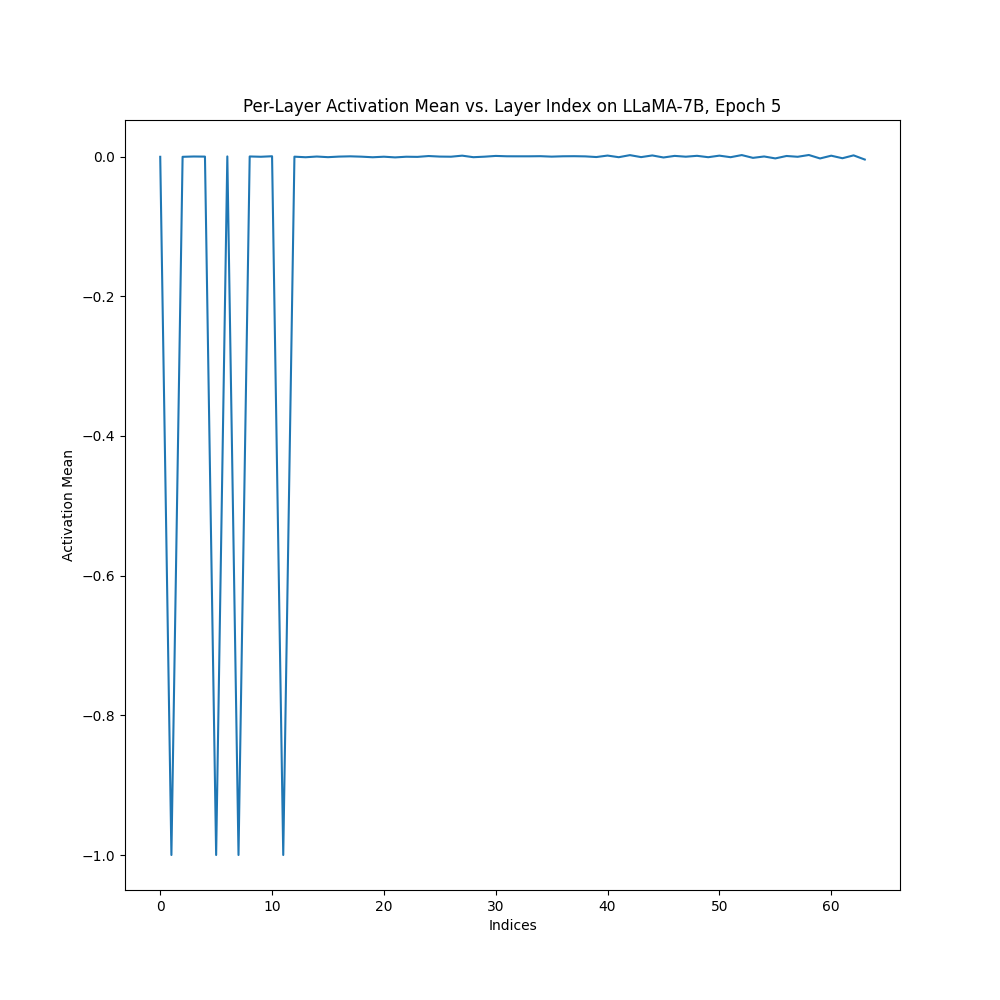 Per-Layer Activation Mean vs. Layer Index on LLaMA-7B, Epoch 5
0.0
−0.2
−0.4
−0.6
−0.8
−1.0
Activation Mean
0 10 20 30 40 50 60
Indices